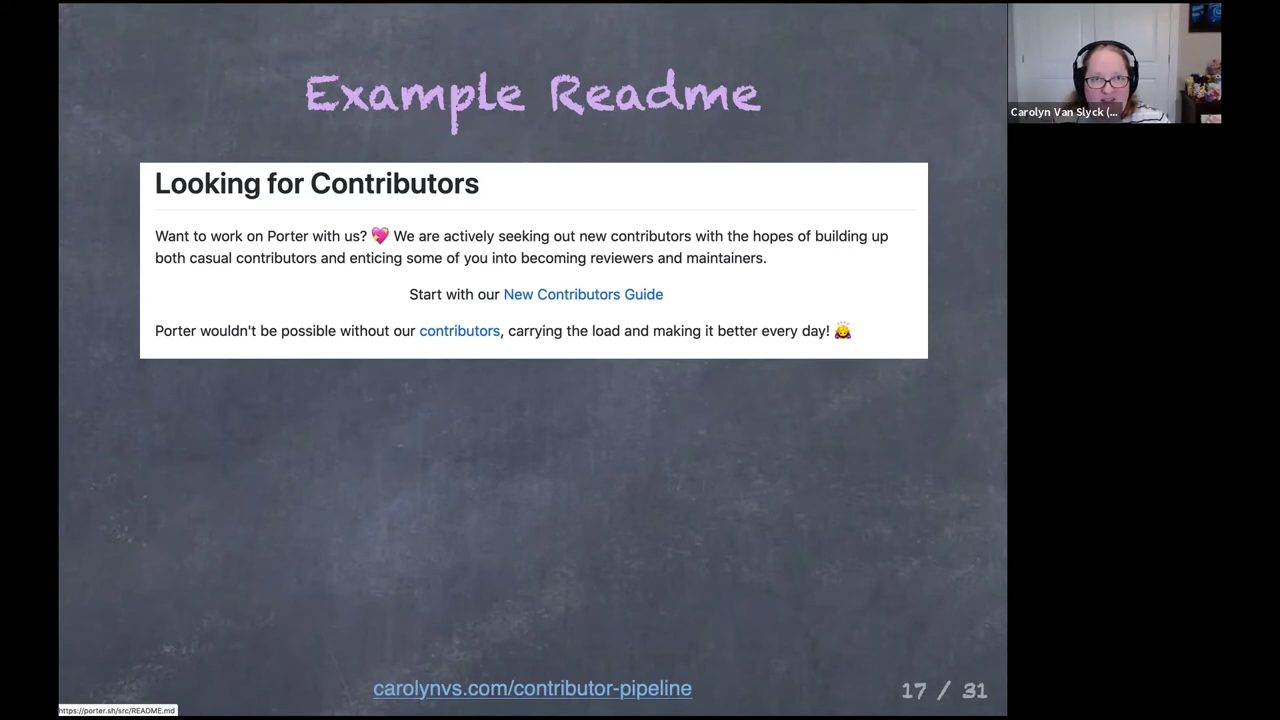 Example Readme
Carolyn Van Slyck (...
Looking for Contributors
Want to work on Porter with us? 💖 We are actively seeking out new contributors with the hopes of building up
both casual contributors and enticing some of you into becoming reviewers and maintainers.
Start with our New Contributors Guide
Porter wouldn't be possible without our contributors, carrying the load and making it better every day! 🙇‍♀️
carolynvs.com/contributor-pipeline
17 / 31
https://porter.sh/src/README.md